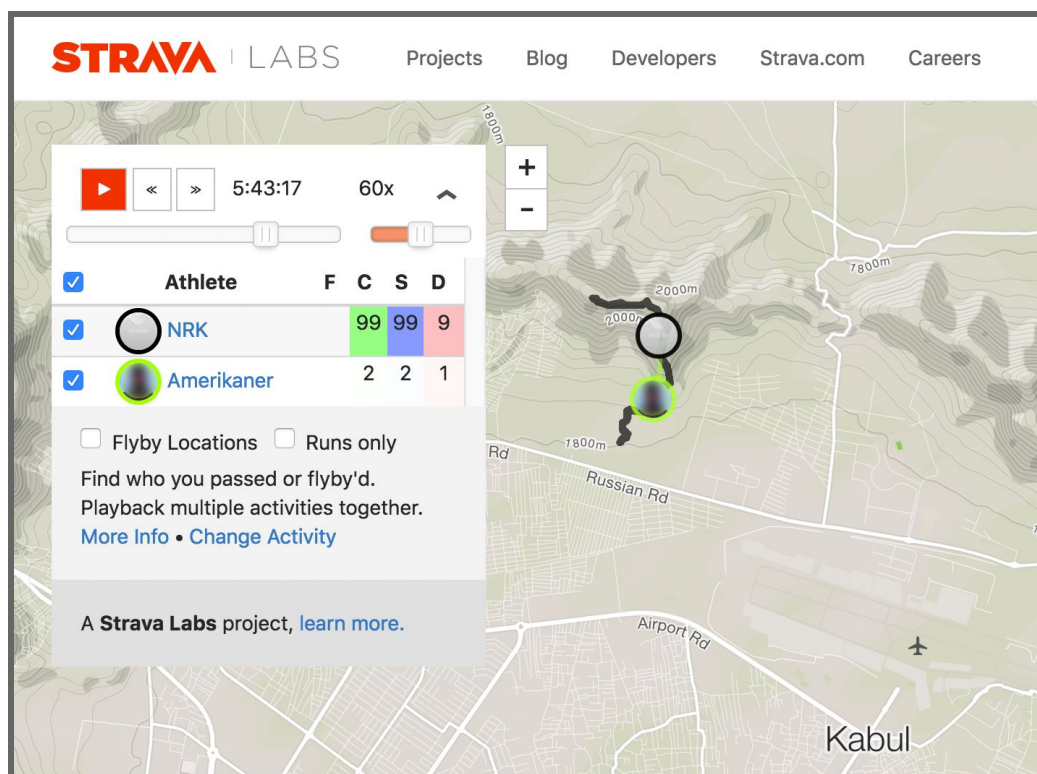 STRAVA | LABS
Projects Blog Developers Strava.com Careers
1800m
5:43:17 60x
+
-
Athlete F C S D
NRK 99 99 9
Amerikaner 2 2 1
Flyby Locations Runs only
Find who you passed or flyby'd.
Playback multiple activities together.
More Info • Change Activity
A Strava Labs project, learn more.
1800m
2000m
2000m
1800m
Rd
Russian Rd
Airport Rd
Kabul